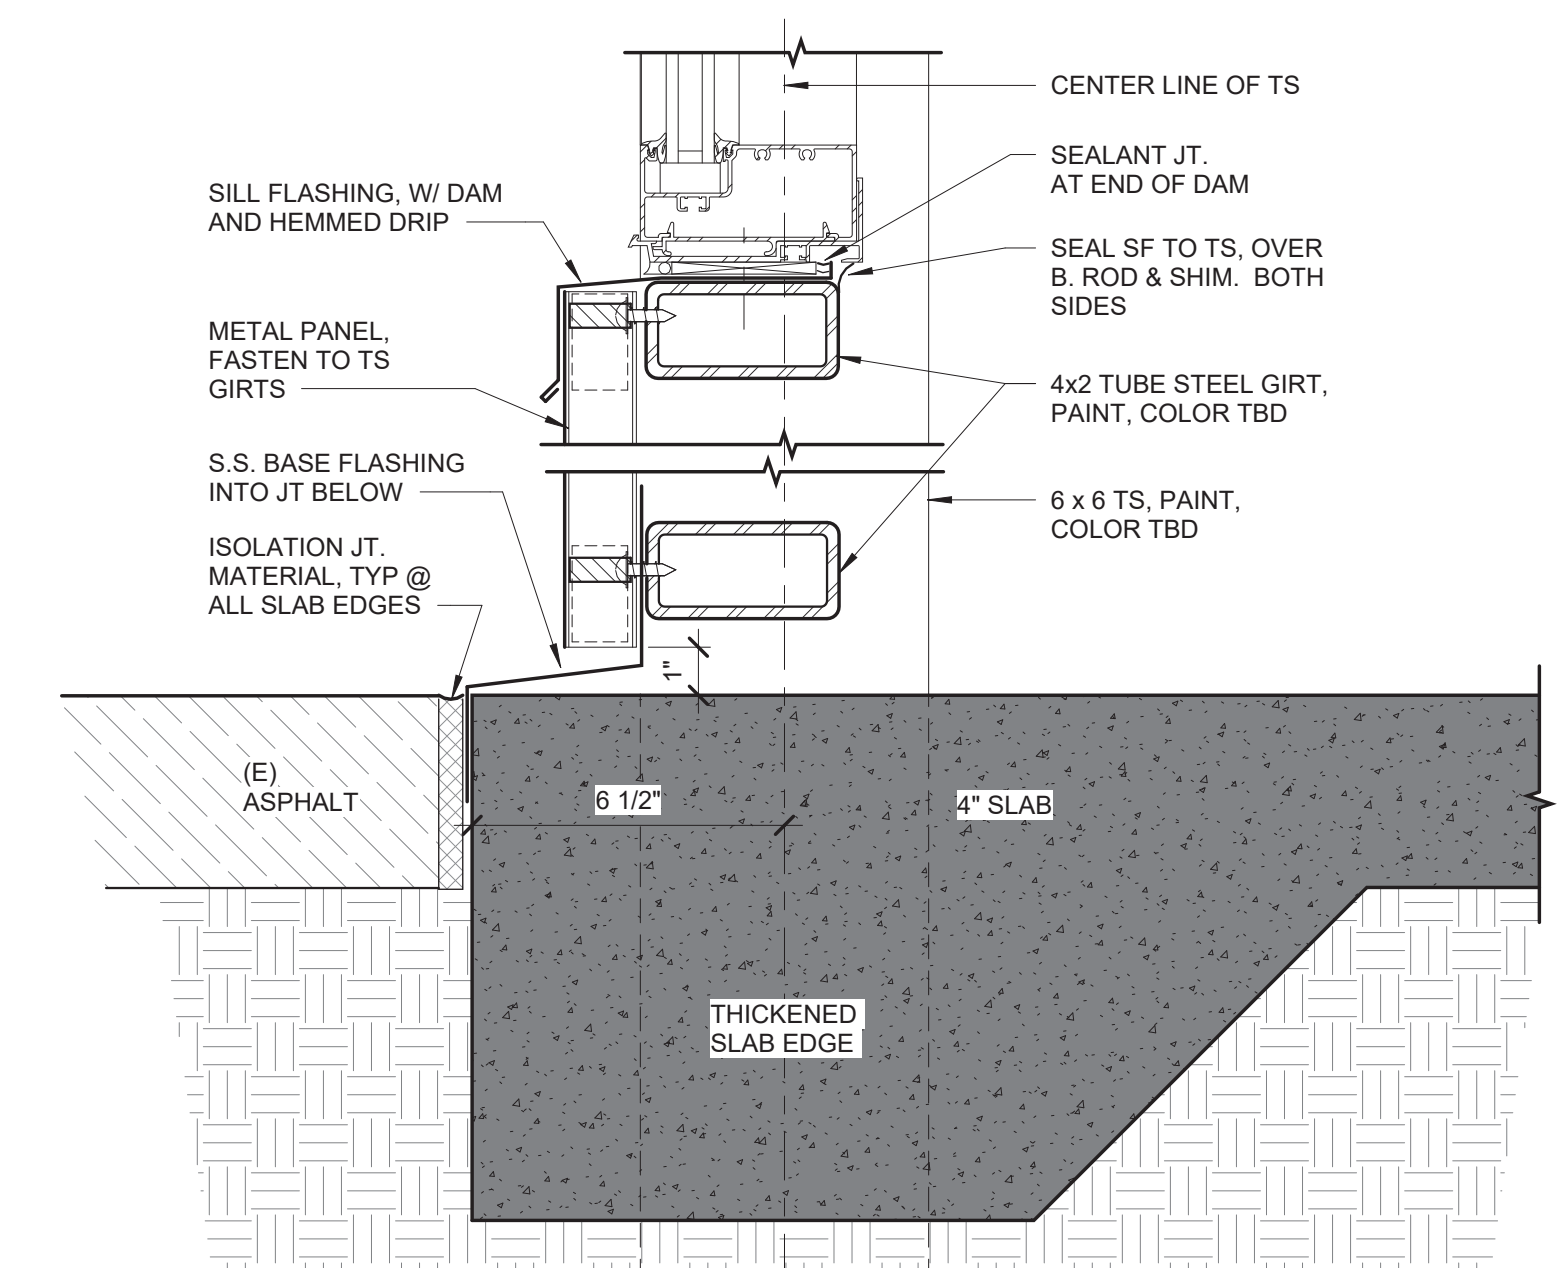 CENTER LINE OF TS
SEALANT JT.
AT END OF DAM
SILL FLASHING, W/ DAM
AND HEMMED DRIP
SEAL SF TO TS, OVER
B. ROD & SHIM. BOTH
SIDES
METAL PANEL,
FASTEN TO TS
GIRTS
4x2 TUBE STEEL GIRT,
PAINT, COLOR TBD
S.S. BASE FLASHING
INTO JT BELOW
6 x 6 TS, PAINT,
COLOR TBD
ISOLATION JT.
MATERIAL, TYP @
ALL SLAB EDGES
1"
(E)
ASPHALT
6 1/2"
4" SLAB
THICKENED
SLAB EDGE